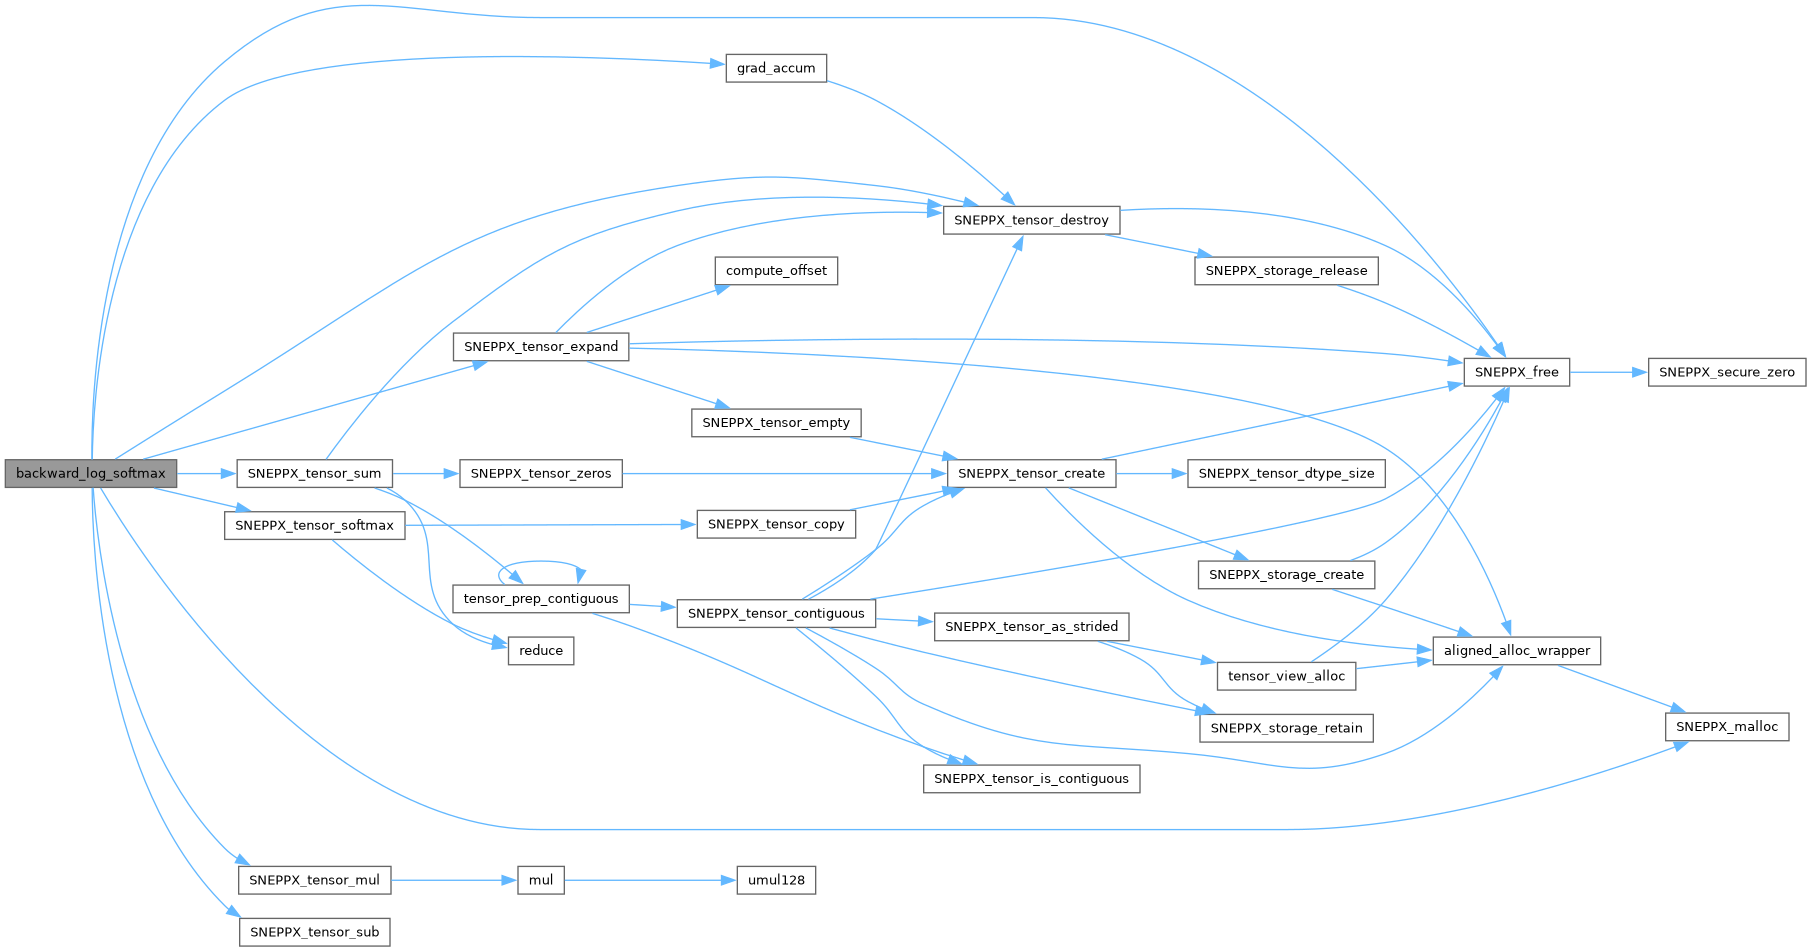 grad_accum
SNEPPX_tensor_destroy
compute_offset
SNEPPX_storage_release
SNEPPX_tensor_expand
SNEPPX_free
SNEPPX_secure_zero
SNEPPX_tensor_empty
backward_log_softmax
SNEPPX_tensor_sum
SNEPPX_tensor_zeros
SNEPPX_tensor_create
SNEPPX_tensor_dtype_size
SNEPPX_tensor_softmax
SNEPPX_tensor_copy
SNEPPX_storage_create
tensor_prep_contiguous
SNEPPX_tensor_contiguous
SNEPPX_tensor_as_strided
reduce
aligned_alloc_wrapper
tensor_view_alloc
SNEPPX_storage_retain
SNEPPX_malloc
SNEPPX_tensor_is_contiguous
SNEPPX_tensor_mul
mul
umul128
SNEPPX_tensor_sub